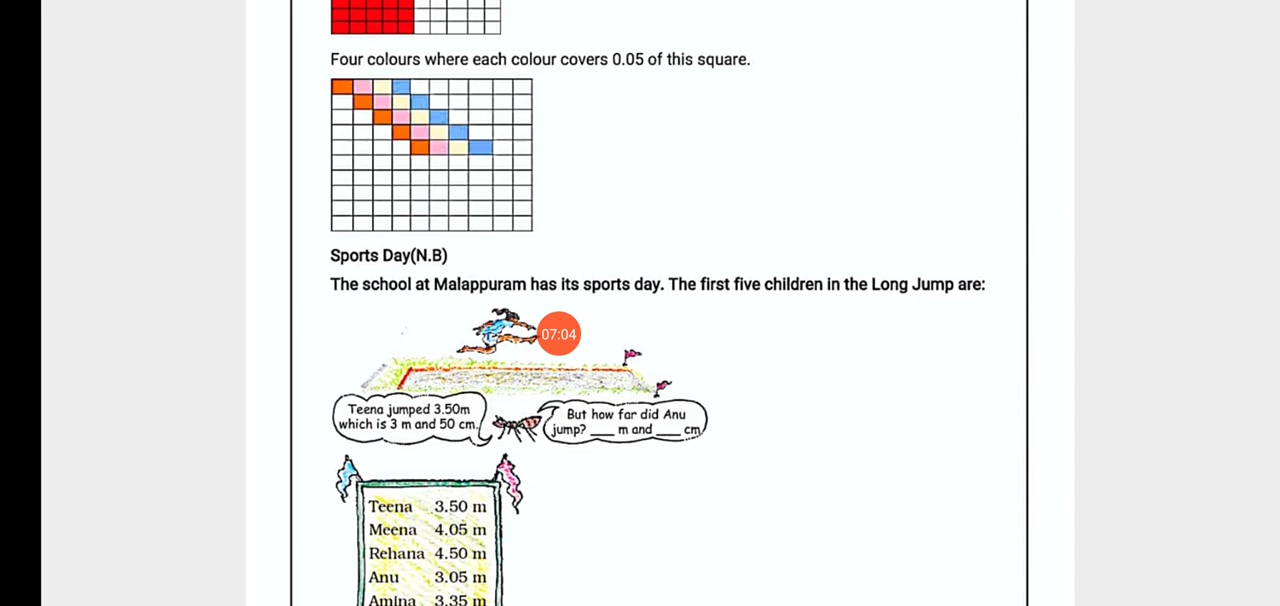 Four colours where each colour covers 0.05 of this square.
Sports Day(N.B)
The school at Malappuram has its sports day. The first five children in the Long Jump are:
07:04
Teena jumped 3.50m
which is 3 m and 50 cm.
But how far did Anu
jump? ___ m and ___ cm
Teena 3.50 m
Meena 4.05 m
Rehana 4.50 m
Anu 3.05 m
Amina 3.35 m